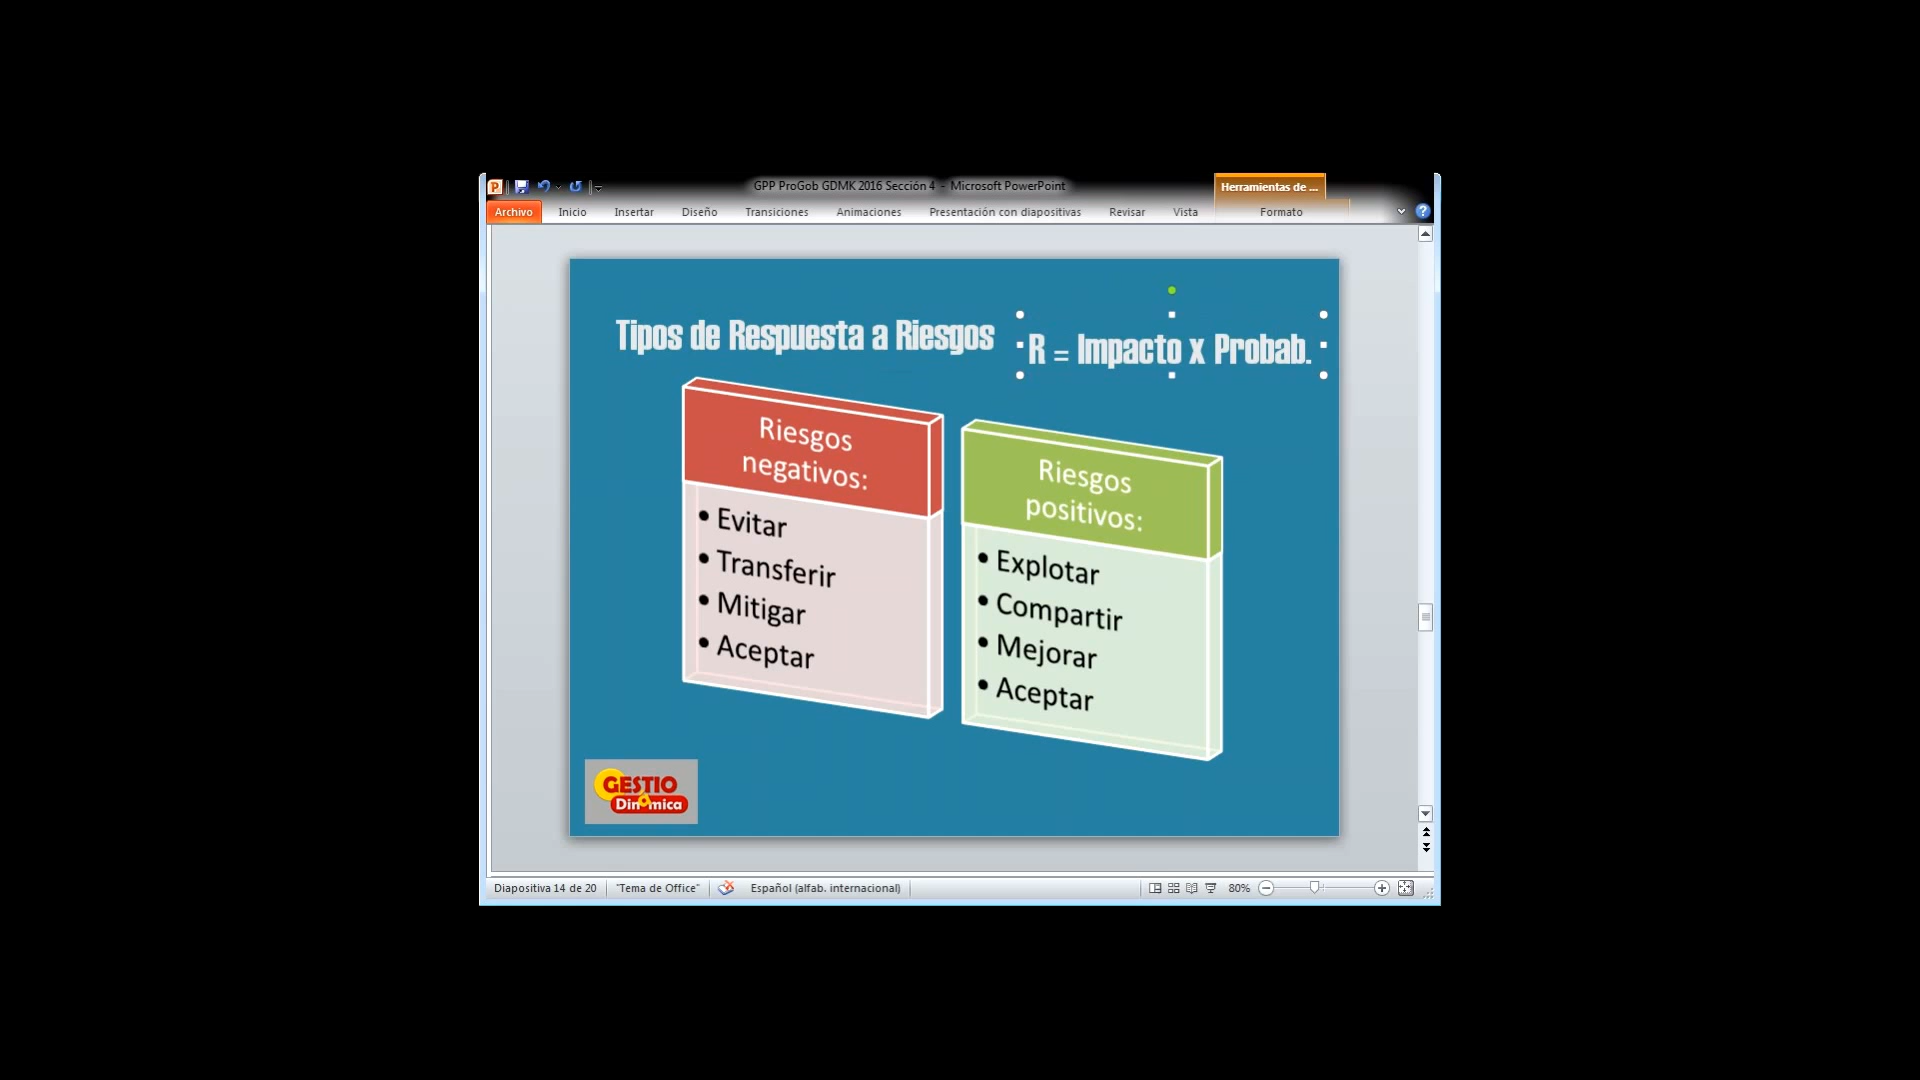 GPP ProGob GDMK 2016 Sección 4 - Microsoft PowerPoint
Herramientas de ...
Archivo Inicio Insertar Diseño Transiciones Animaciones Presentación con diapositivas Revisar Vista Formato
Tipos de Respuesta a Riesgos
R = Impacto x Probab.
Riesgos
negativos:
• Evitar
• Transferir
• Mitigar
• Aceptar
Riesgos
positivos:
• Explotar
• Compartir
• Mejorar
• Aceptar
GESTIO
Dinamica
Diapositiva 14 de 20 "Tema de Office" Español (alfab. internacional) 80%